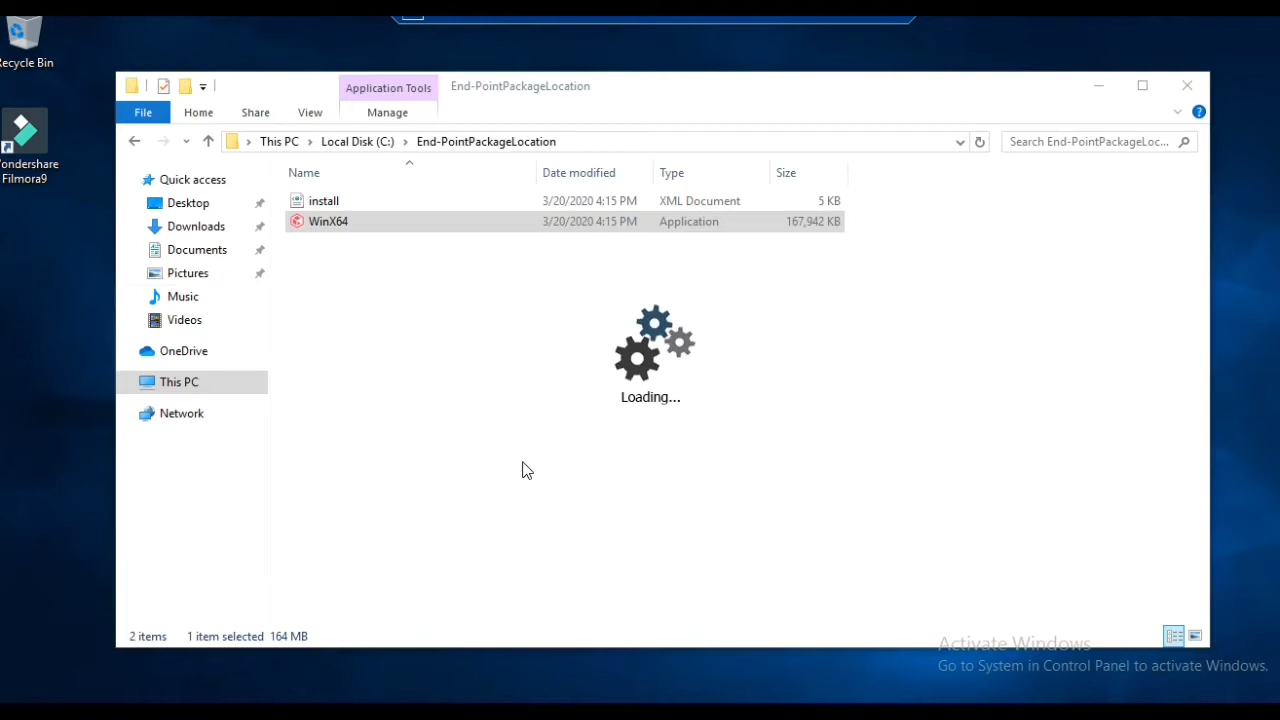 Recycle Bin
Wondershare
Filmora9
Application Tools
End-PointPackageLocation
File
Home
Share
View
Manage
This PC
Local Disk (C:)
End-PointPackageLocation
Search End-PointPackageLoc...
Name
Date modified
Type
Size
install
3/20/2020 4:15 PM
XML Document
5 KB
WinX64
3/20/2020 4:15 PM
Application
167,942 KB
Quick access
Desktop
Downloads
Documents
Pictures
Music
Videos
OneDrive
This PC
Network
Loading...
2 items
1 item selected
164 MB
Activate Windows
Go to System in Control Panel to activate Windows.